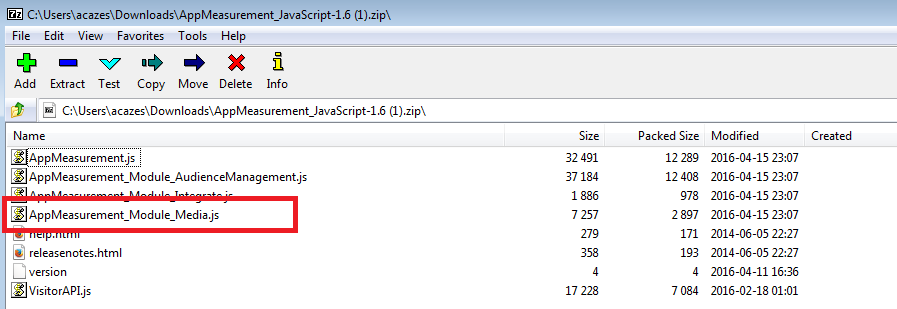 C:\Users\acazes\Downloads\AppMeasurement_JavaScript-1.6 (1).zip\
File Edit View Favorites Tools Help
Add Extract Test Copy Move Delete Info
C:\Users\acazes\Downloads\AppMeasurement_JavaScript-1.6 (1).zip\
Name Size Packed Size Modified Created
AppMeasurement.js 32 491 12 289 2016-04-15 23:07
AppMeasurement_Module_AudienceManagement.js 37 184 12 408 2016-04-15 23:07
AppMeasurement_Module_Integrate.js 1 886 978 2016-04-15 23:07
AppMeasurement_Module_Media.js 7 257 2 897 2016-04-15 23:07
help.html 279 171 2014-06-05 22:27
releasenotes.html 358 193 2014-06-05 22:27
version 4 4 2016-04-11 16:36
VisitorAPI.js 17 228 7 084 2016-02-18 01:01